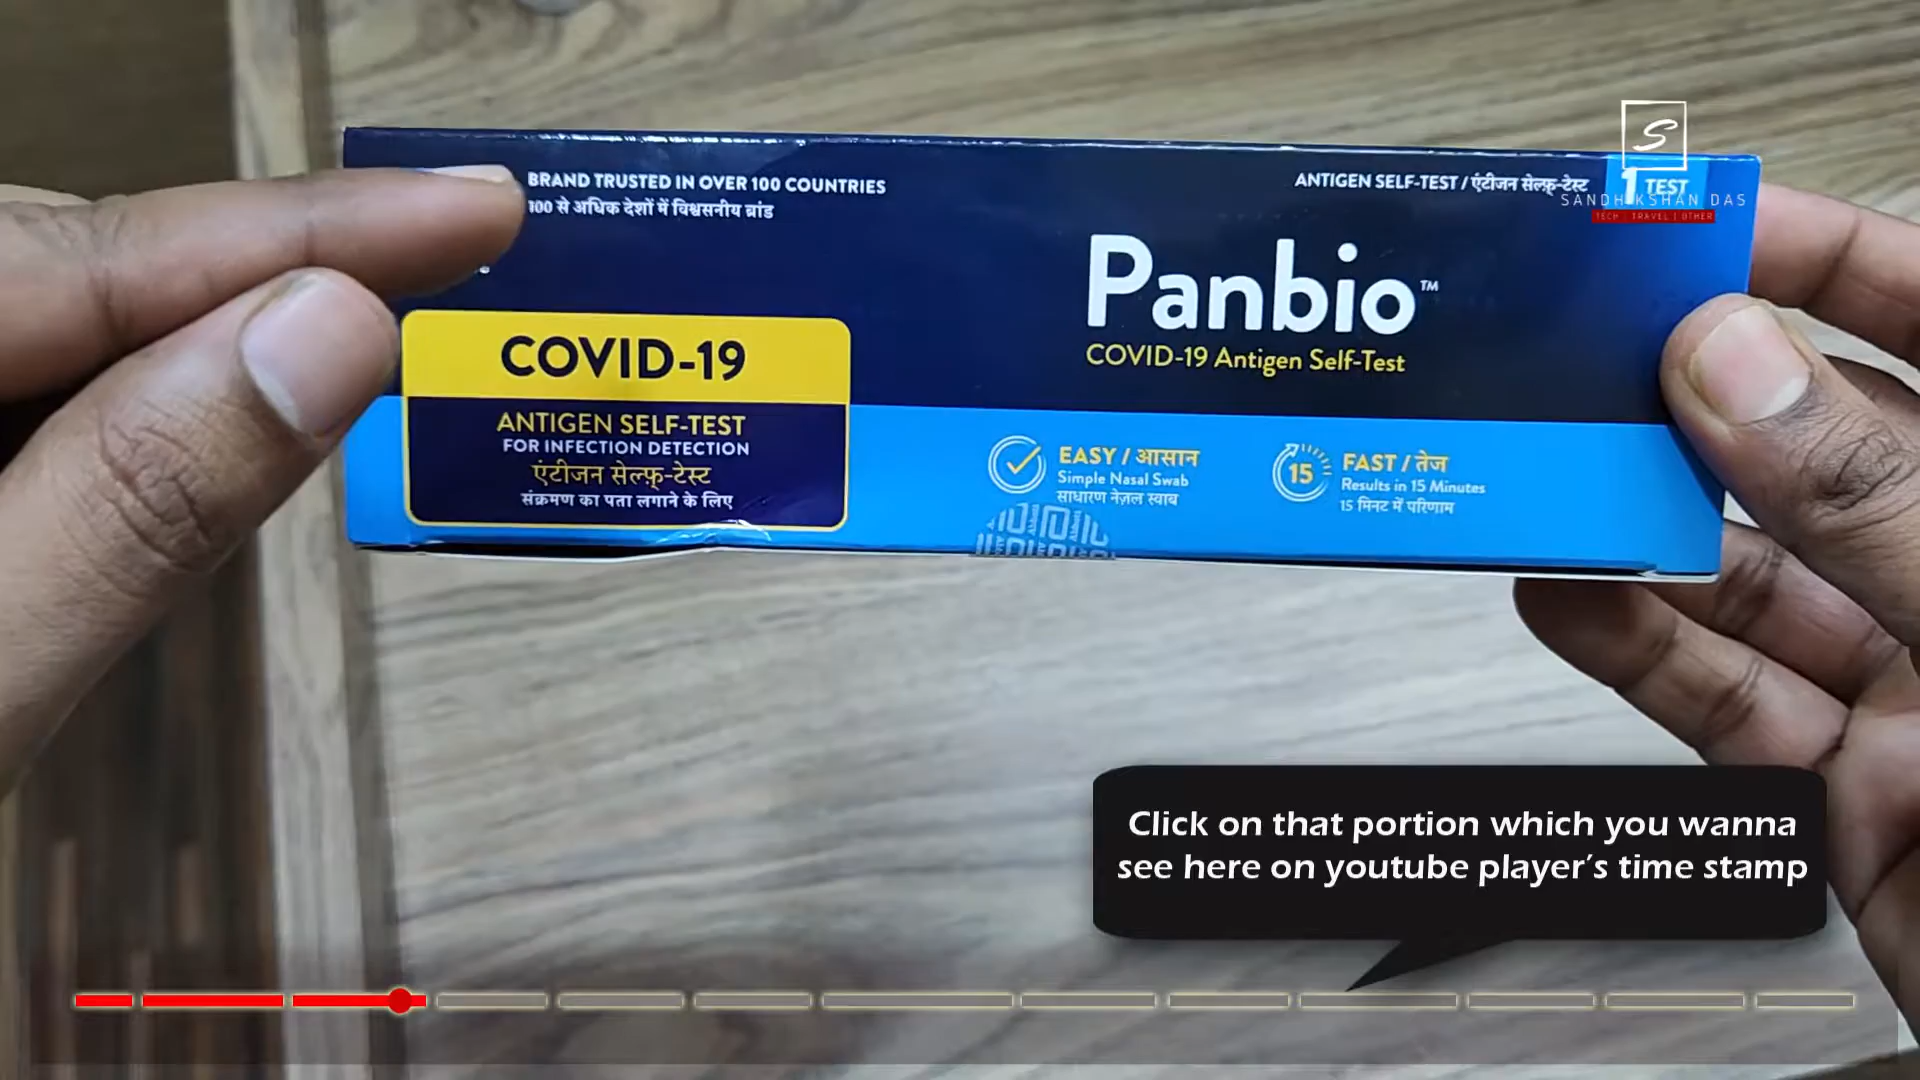 BRAND TRUSTED IN OVER 100 COUNTRIES
100 से अधिक देशों में विश्वसनीय ब्रांड
ANTIGEN SELF-TEST / एंटीजन सेल्फ़-टेस्ट
1 TEST
S
SANDHIKSHAN DAS
TECH | TRAVEL | OTHER
Panbio™
COVID-19 Antigen Self-Test
COVID-19
ANTIGEN SELF-TEST
FOR INFECTION DETECTION
एंटीजन सेल्फ़-टेस्ट
संक्रमण का पता लगाने के लिए
EASY / आसान
Simple Nasal Swab
साधारण नेज़ल स्वाब
15
FAST / तेज
Results in 15 Minutes
15 मिनट में परिणाम
Click on that portion which you wanna
see here on youtube player's time stamp